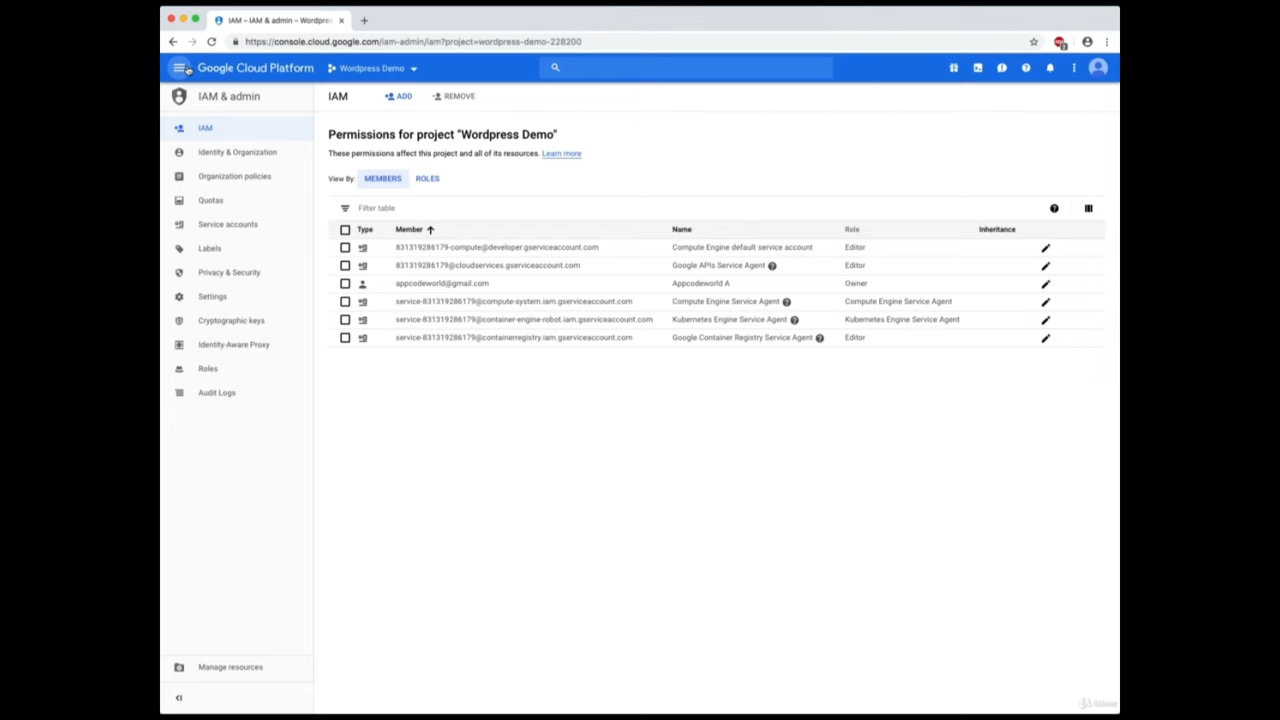 IAM – IAM & admin – Wordpres
https://console.cloud.google.com/iam-admin/iam?project=wordpress-demo-228200
Google Cloud Platform
Wordpress Demo
IAM & admin
IAM
ADD
REMOVE
IAM
Identity & Organization
Organization policies
Quotas
Service accounts
Labels
Privacy & Security
Settings
Cryptographic keys
Identity-Aware Proxy
Roles
Audit Logs
Manage resources
Permissions for project "Wordpress Demo"
These permissions affect this project and all of its resources. Learn more
View By: MEMBERS ROLES
Filter table
Type Member Name Role Inheritance
831319286179-compute@developer.gserviceaccount.com Compute Engine default service account Editor
831319286179@cloudservices.gserviceaccount.com Google APIs Service Agent Editor
appcodeworld@gmail.com Appcodeworld A Owner
service-831319286179@compute-system.iam.gserviceaccount.com Compute Engine Service Agent Compute Engine Service Agent
service-831319286179@container-engine-robot.iam.gserviceaccount.com Kubernetes Engine Service Agent Kubernetes Engine Service Agent
service-831319286179@containerregistry.iam.gserviceaccount.com Google Container Registry Service Agent Editor
Udemy